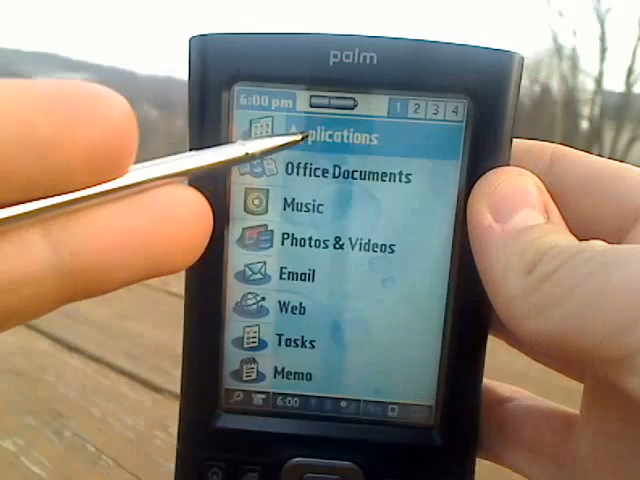 palm
6:00 pm 1 2 3 4
Applications
Office Documents
Music
Photos & Videos
Email
Web
Tasks
Memo
6:00